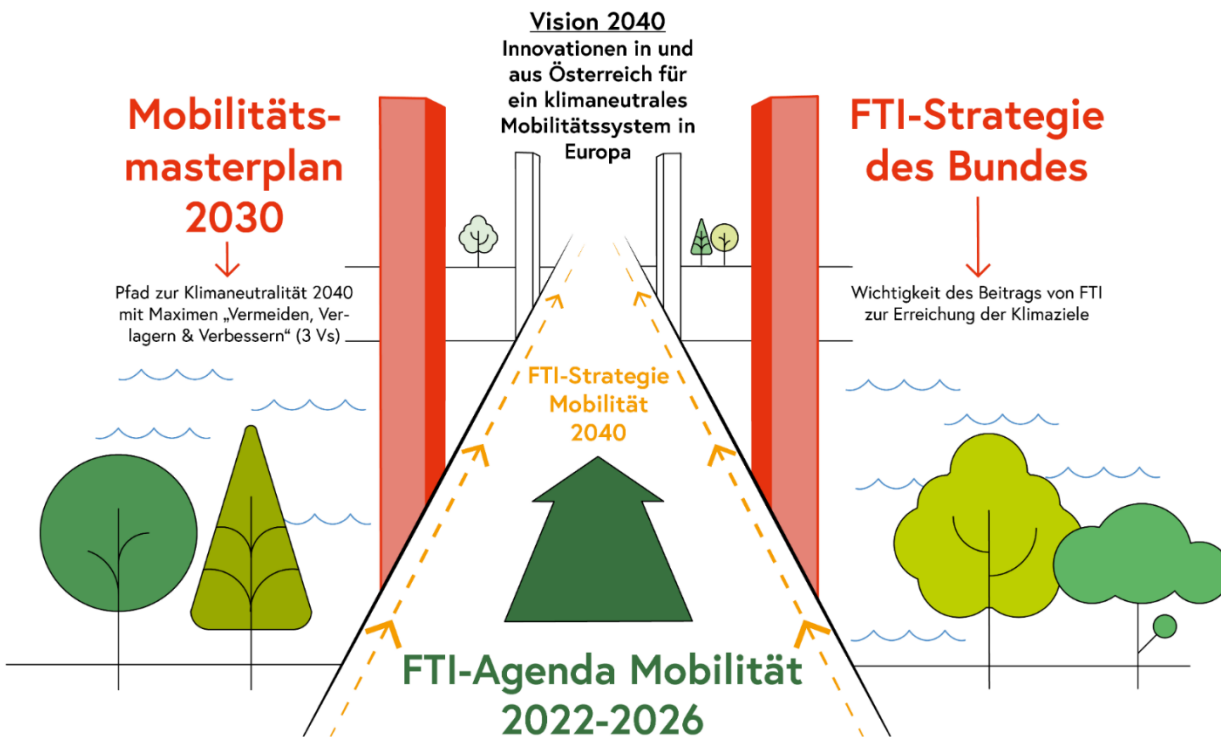 Vision 2040
Innovationen in und
aus Österreich für
ein klimaneutrales
Mobilitätssystem in
Europa
Mobilitäts-
masterplan
2030
Pfad zur Klimaneutralität 2040
mit Maximen „Vermeiden, Ver-
lagern & Verbessern“ (3 Vs)
FTI-Strategie
des Bundes
Wichtigkeit des Beitrags von FTI
zur Erreichung der Klimaziele
FTI-Strategie
Mobilität
2040
FTI-Agenda Mobilität
2022-2026